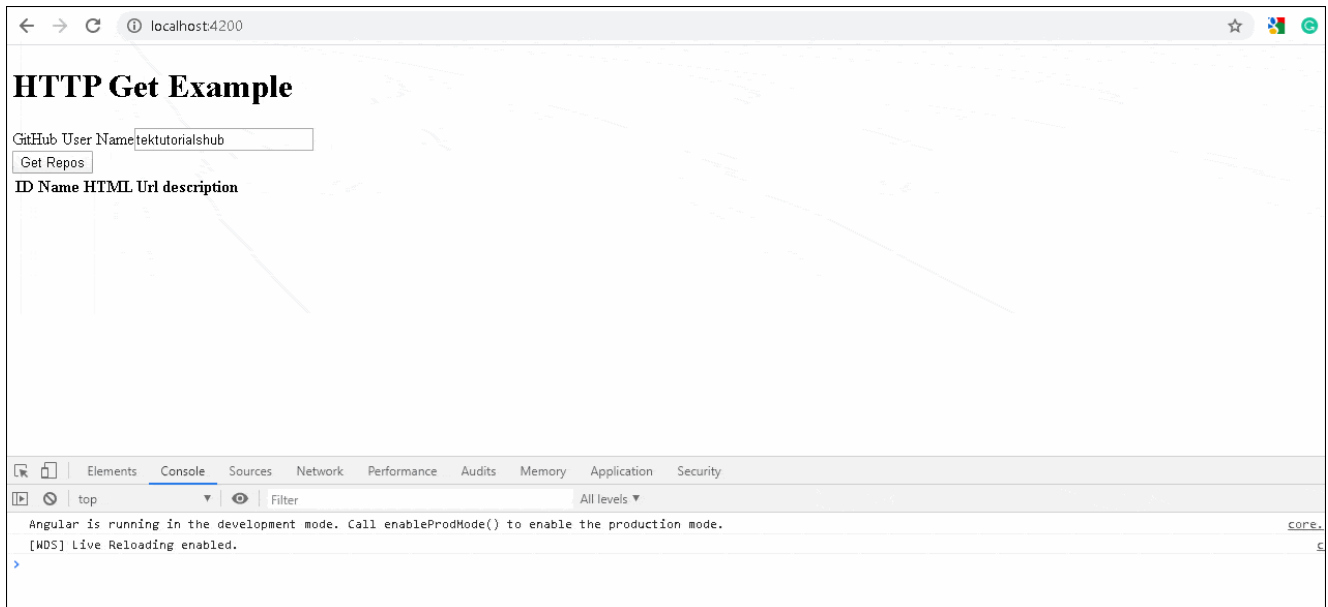 localhost:4200
HTTP Get Example
GitHub User Name tektutorialshub
Get Repos
ID Name HTML Url description
Elements Console Sources Network Performance Audits Memory Application Security
top Filter All levels ▼
Angular is running in the development mode. Call enableProdMode() to enable the production mode. core.
[WDS] Live Reloading enabled. c